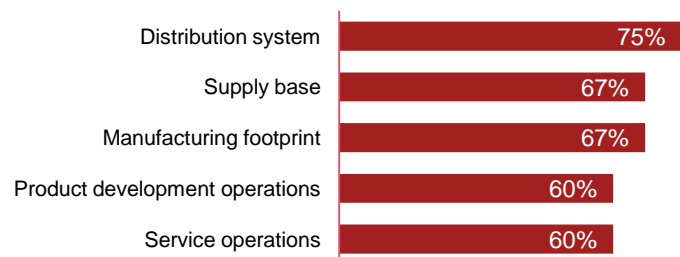 Distribution system 75%
Supply base 67%
Manufacturing footprint 67%
Product development operations 60%
Service operations 60%